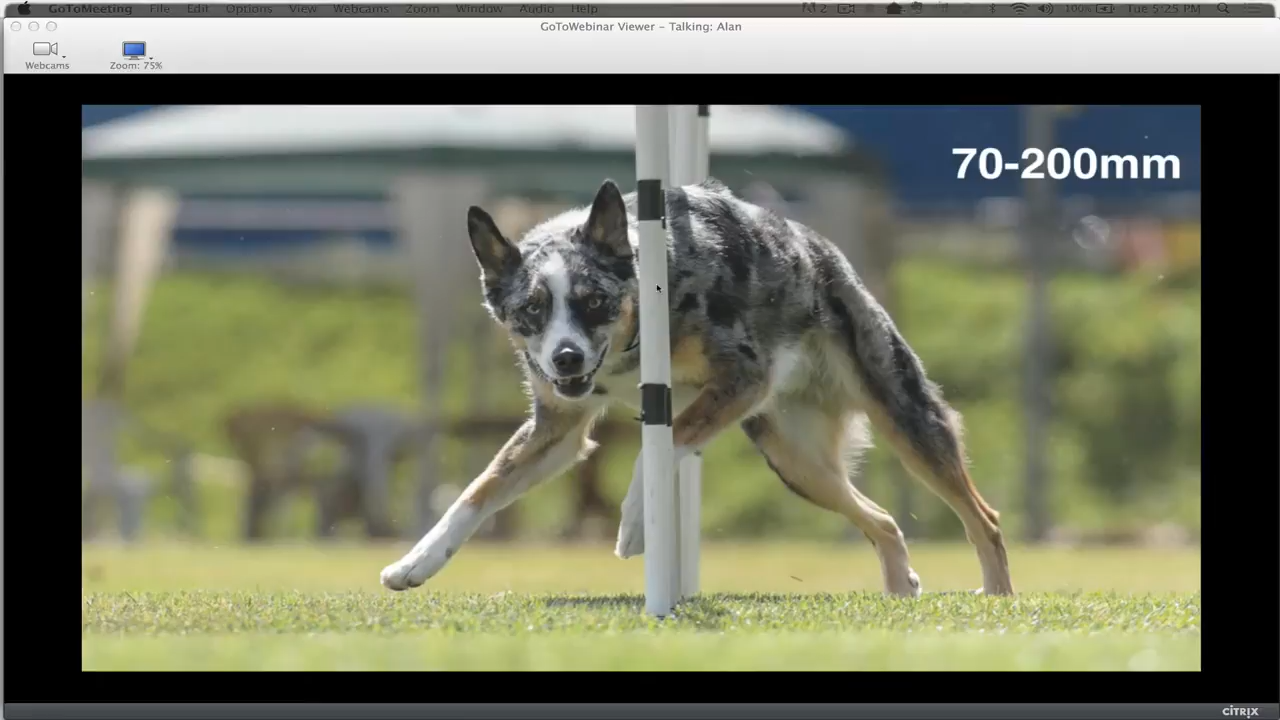 GoToMeeting File Edit Options View Webcams Zoom Window Audio Help 2 100% Tue 5:25 PM
GoToWebinar Viewer - Talking: Alan
Webcams Zoom: 75%
70-200mm
CITRIX